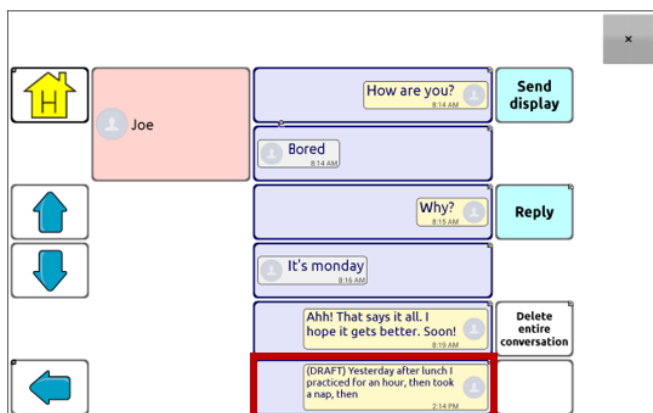 ×
H
Joe
How are you?
8:14 AM
Send
display
Bored
8:14 AM
Why?
8:15 AM
Reply
It's monday
8:16 AM
Ahh! That says it all. I
hope it gets better. Soon!
8:19 AM
Delete
entire
conversation
(DRAFT) Yesterday after lunch I
practiced for an hour, then took
a nap, then
2:14 PM